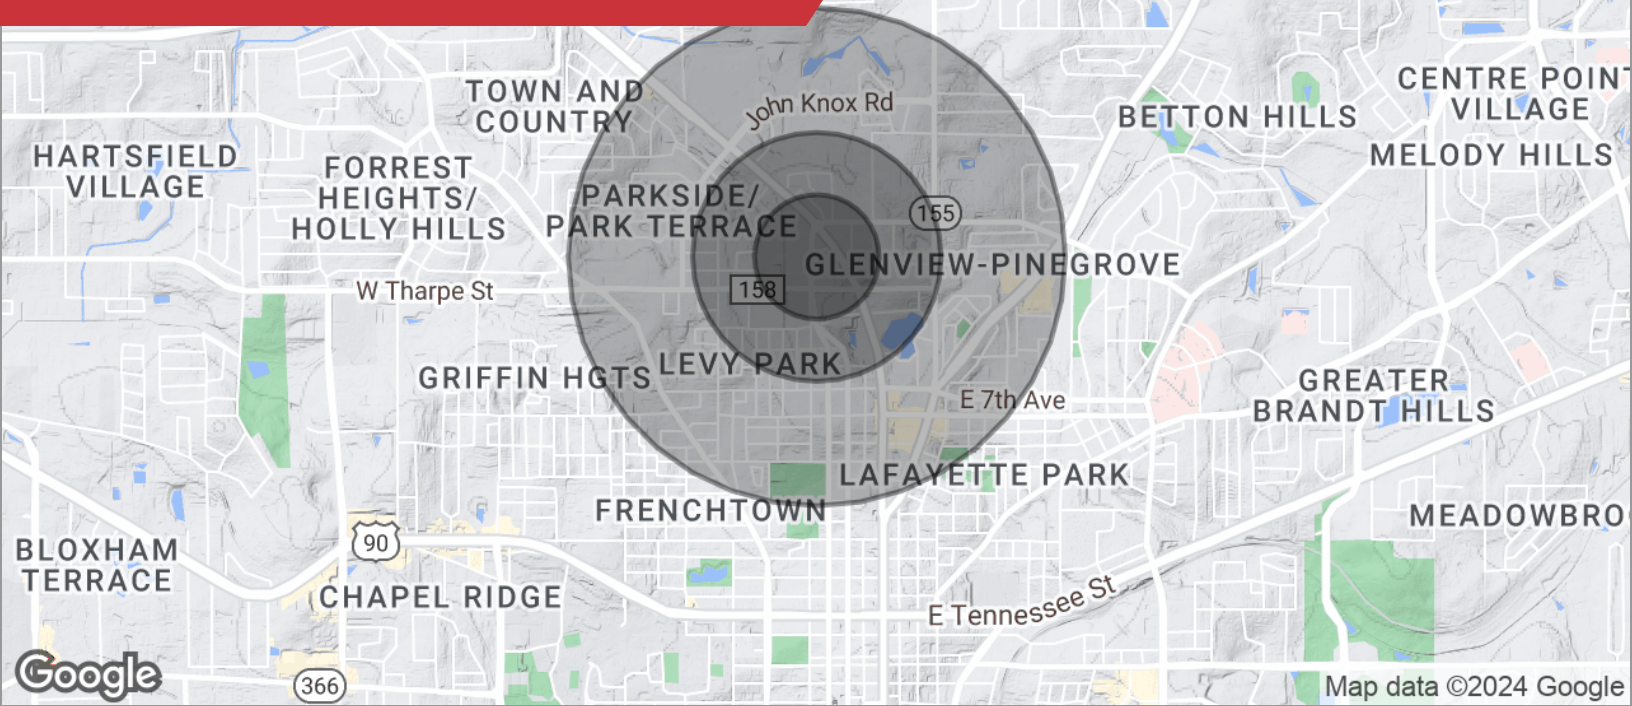 TOWN AND
COUNTRY
John Knox Rd
BETTON HILLS
CENTRE POINT
VILLAGE
MELODY HILLS
HARTSFIELD
VILLAGE
FORREST
HEIGHTS/
HOLLY HILLS
PARKSIDE/
PARK TERRACE
155
GLENVIEW-PINEGROVE
158
W Tharpe St
LEVY PARK
GRIFFIN HGTS
E 7th Ave
GREATER
BRANDT HILLS
LAFAYETTE PARK
FRENCHTOWN
MEADOWBRO
90
BLOXHAM
TERRACE
CHAPEL RIDGE
E Tennessee St
366
Google
Map data ©2024 Google